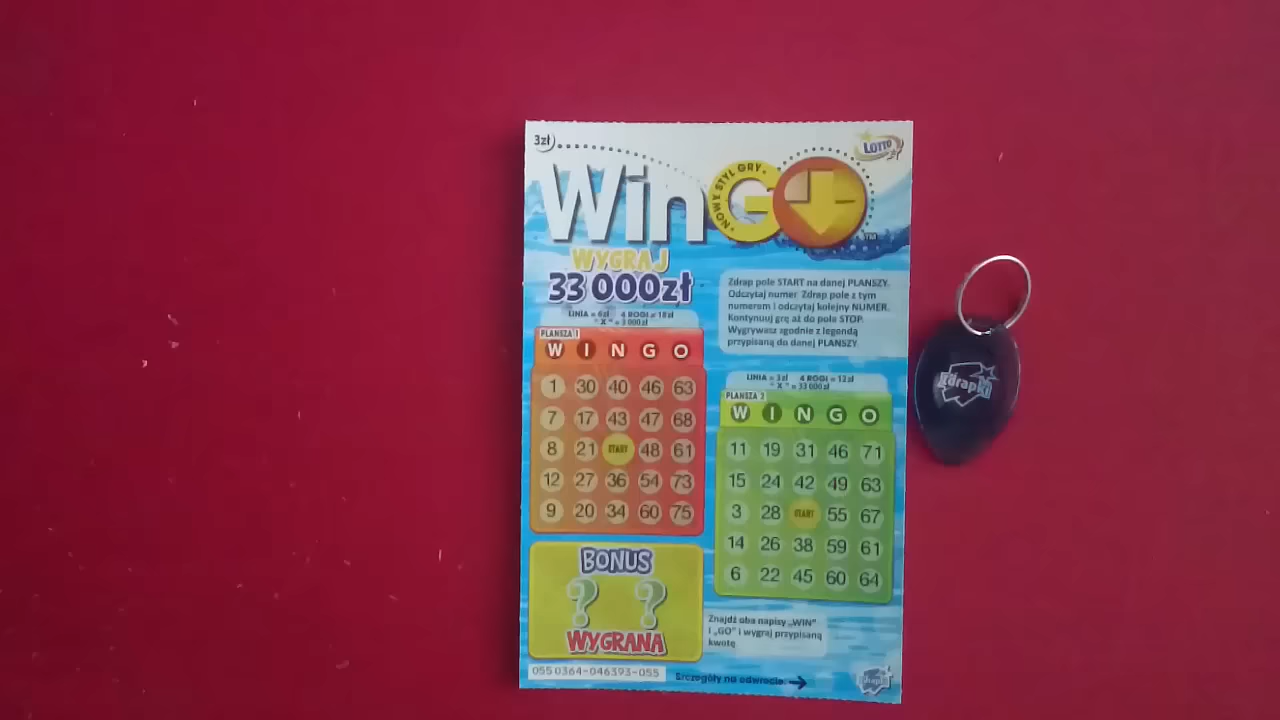 3zł
LOTTO
WinGO
NOWY STYL GRY
TM
WYGRAJ
33 000zł
Zdrap pole START na danej PLANSZY.
Odczytaj numer. Zdrap pole z tym
numerem i odczytaj kolejny NUMER.
Kontynuuj grę aż do pola STOP.
Wygrywasz zgodnie z legendą
przypisaną do danej PLANSZY.
LINIA = 6zł 4 ROGI = 18zł
"X" = 3 000zł
PLANSZA 1
W I N G O
1 30 40 46 63
7 17 43 47 68
8 21 START 48 61
12 27 36 54 73
9 20 34 60 75
LINIA = 3zł 4 ROGI = 12zł
"X" = 33 000zł
PLANSZA 2
W I N G O
11 19 31 46 71
15 24 42 49 63
3 28 START 55 67
14 26 38 59 61
6 22 45 60 64
BONUS
? ?
WYGRANA
Znajdź oba napisy „WIN"
i „GO" i wygraj przypisaną
kwotę
055 0364-046393-055
Szczegóły na odwrocie
zdrapki
zdrapki